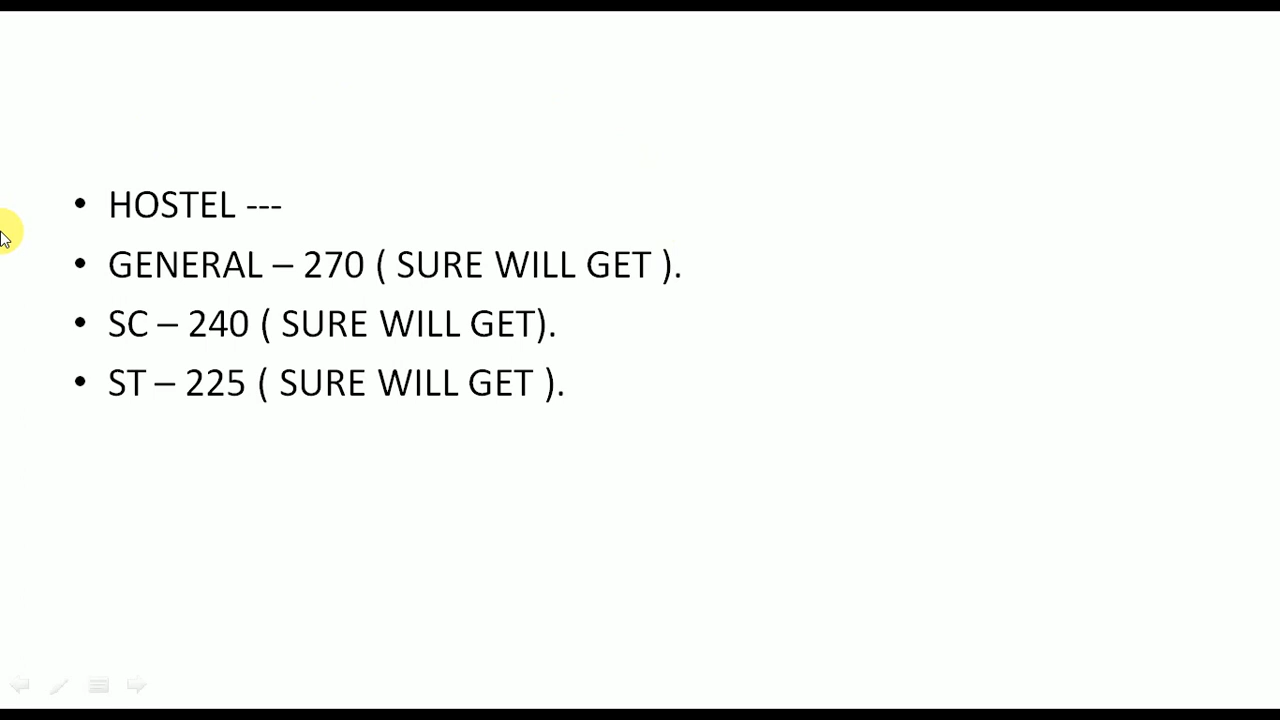 • HOSTEL ---
• GENERAL – 270 ( SURE WILL GET ).
• SC – 240 ( SURE WILL GET).
• ST – 225 ( SURE WILL GET ).